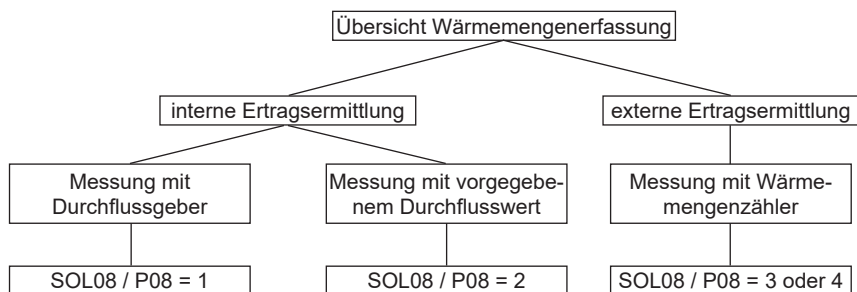 Übersicht Wärmemengenerfassung
interne Ertragsermittlung
externe Ertragsermittlung
Messung mit
Durchflussgeber
Messung mit vorgegebe-
nem Durchflusswert
Messung mit Wärme-
mengenzähler
SOL08 / P08 = 1
SOL08 / P08 = 2
SOL08 / P08 = 3 oder 4